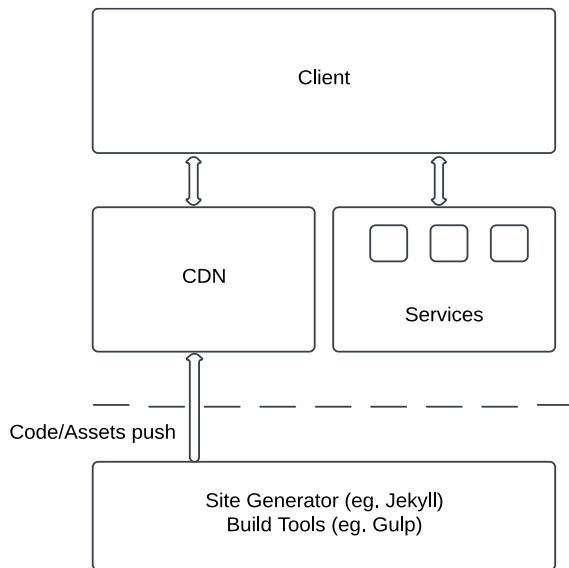 Client
CDN
Services
Code/Assets push
Site Generator (eg. Jekyll)
Build Tools (eg. Gulp)